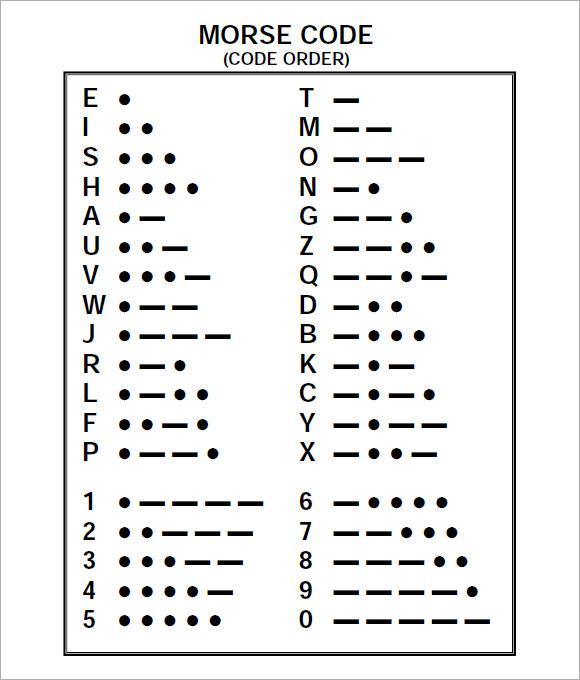 MORSE CODE
(CODE ORDER)
E ● T —
I ● ● M — —
S ● ● ● O — — —
H ● ● ● ● N — ●
A ● — G — — ●
U ● ● — Z — — ● ●
V ● ● ● — Q — — ● —
W ● — — D — ● ●
J ● — — — B — ● ● ●
R ● — ● K — ● —
L ● — ● ● C — ● — ●
F ● ● — ● Y — ● — —
P ● — — ● X — ● ● —
1 ● — — — — 6 — ● ● ● ●
2 ● ● — — — 7 — — ● ● ●
3 ● ● ● — — 8 — — — ● ●
4 ● ● ● ● — 9 — — — — ●
5 ● ● ● ● ● 0 — — — — —